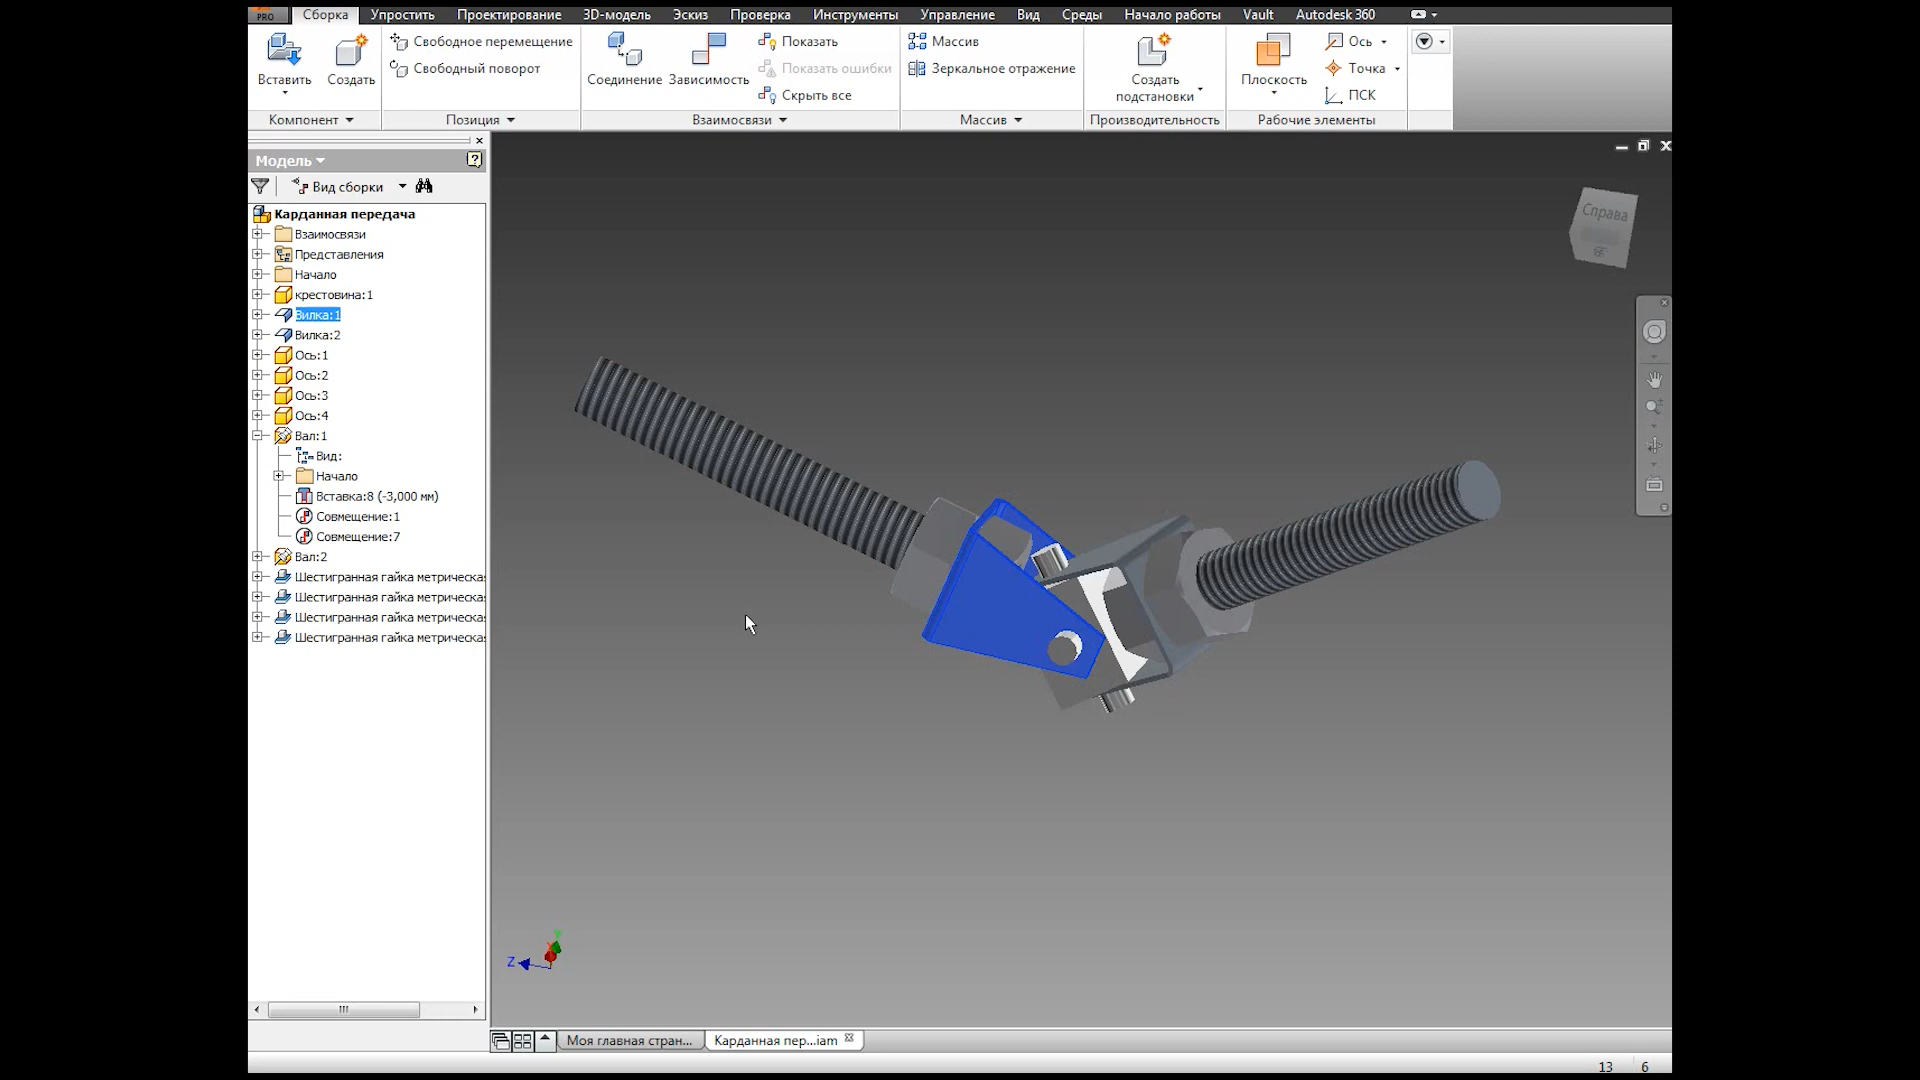 PRO
Сборка Упростить Проектирование 3D-модель Эскиз Проверка Инструменты Управление Вид Среды Начало работы Vault Autodesk 360
Вставить
Создать
Компонент
Свободное перемещение
Свободный поворот
Позиция
Соединение
Зависимость
Показать
Показать ошибки
Скрыть все
Взаимосвязи
Массив
Зеркальное отражение
Массив
Создать
подстановки
Производительность
Плоскость
Ось
Точка
ПСК
Рабочие элементы
Модель
Вид сборки
Карданная передача
Взаимосвязи
Представления
Начало
крестовина:1
Вилка:1
Вилка:2
Ось:1
Ось:2
Ось:3
Ось:4
Вал:1
Вид:
Начало
Вставка:8 (-3,000 мм)
Совмещение:1
Совмещение:7
Вал:2
Шестигранная гайка метрическая
Шестигранная гайка метрическая
Шестигранная гайка метрическая
Шестигранная гайка метрическая
Справа
Z
Y
X
Моя главная стран...
Карданная пер...iam
13 6